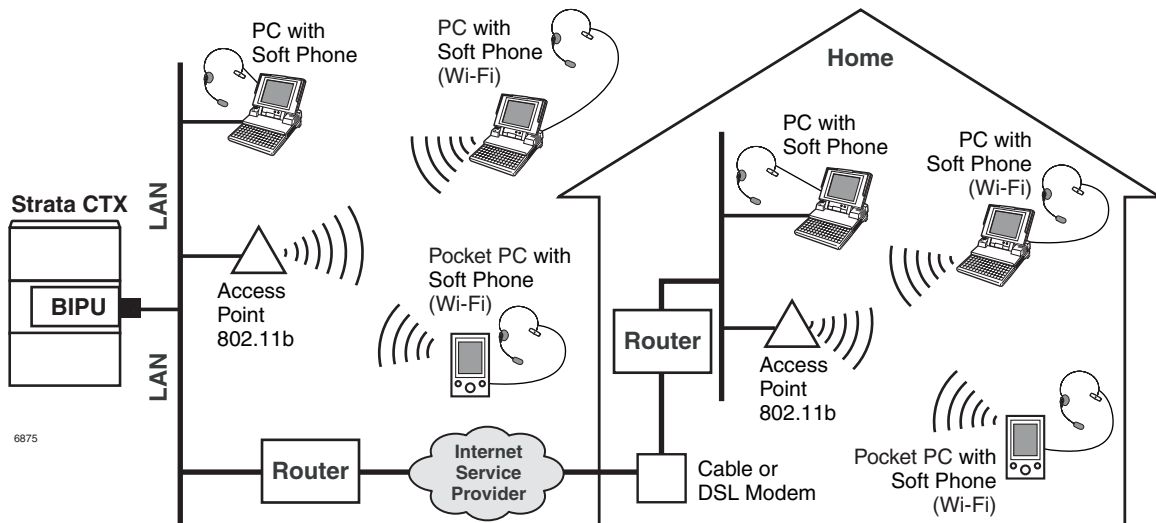 PC with
Soft Phone
PC with
Soft Phone
(Wi-Fi)
Home
PC with
Soft Phone
PC with
Soft Phone
(Wi-Fi)
Strata CTX
LAN
BIPU
LAN
Access
Point
802.11b
Pocket PC with
Soft Phone
(Wi-Fi)
Router
Access
Point
802.11b
6875
Router
Internet
Service
Provider
Cable or
DSL Modem
Pocket PC with
Soft Phone
(Wi-Fi)